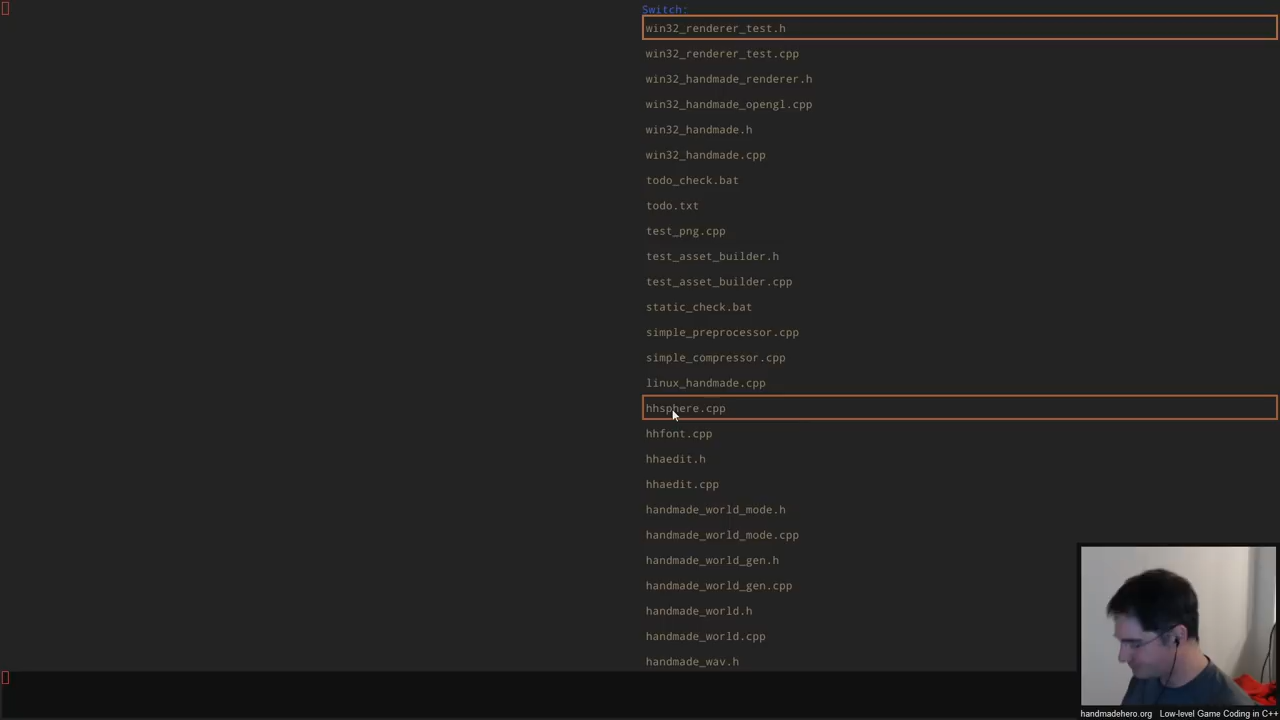 Switch:
win32_renderer_test.h
win32_renderer_test.cpp
win32_handmade_renderer.h
win32_handmade_opengl.cpp
win32_handmade.h
win32_handmade.cpp
todo_check.bat
todo.txt
test_png.cpp
test_asset_builder.h
test_asset_builder.cpp
static_check.bat
simple_preprocessor.cpp
simple_compressor.cpp
linux_handmade.cpp
hhsphere.cpp
hhfont.cpp
hhaedit.h
hhaedit.cpp
handmade_world_mode.h
handmade_world_mode.cpp
handmade_world_gen.h
handmade_world_gen.cpp
handmade_world.h
handmade_world.cpp
handmade_wav.h
handmadehero.org Low-level Game Coding in C++